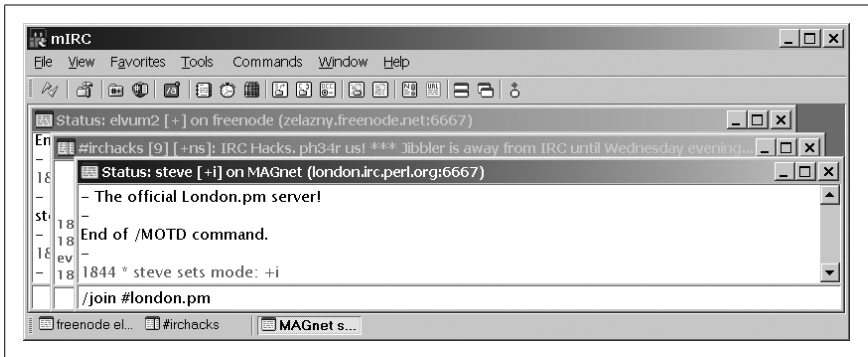 mIRC
File View Favorites Tools Commands Window Help
Status: elvum2 [+] on freenode (zelazny.freenode.net:6667)
En
#irchacks [9] [+ns]: IRC Hacks. ph34r us! *** Jibbler is away from IRC until Wednesday evening...
Status: steve [+i] on MAGnet (london.irc.perl.org:6667)
- The official London.pm server!
-
End of /MOTD command.
-
1844 * steve sets mode: +i
/join #london.pm
freenode el... #irchacks MAGnet s...